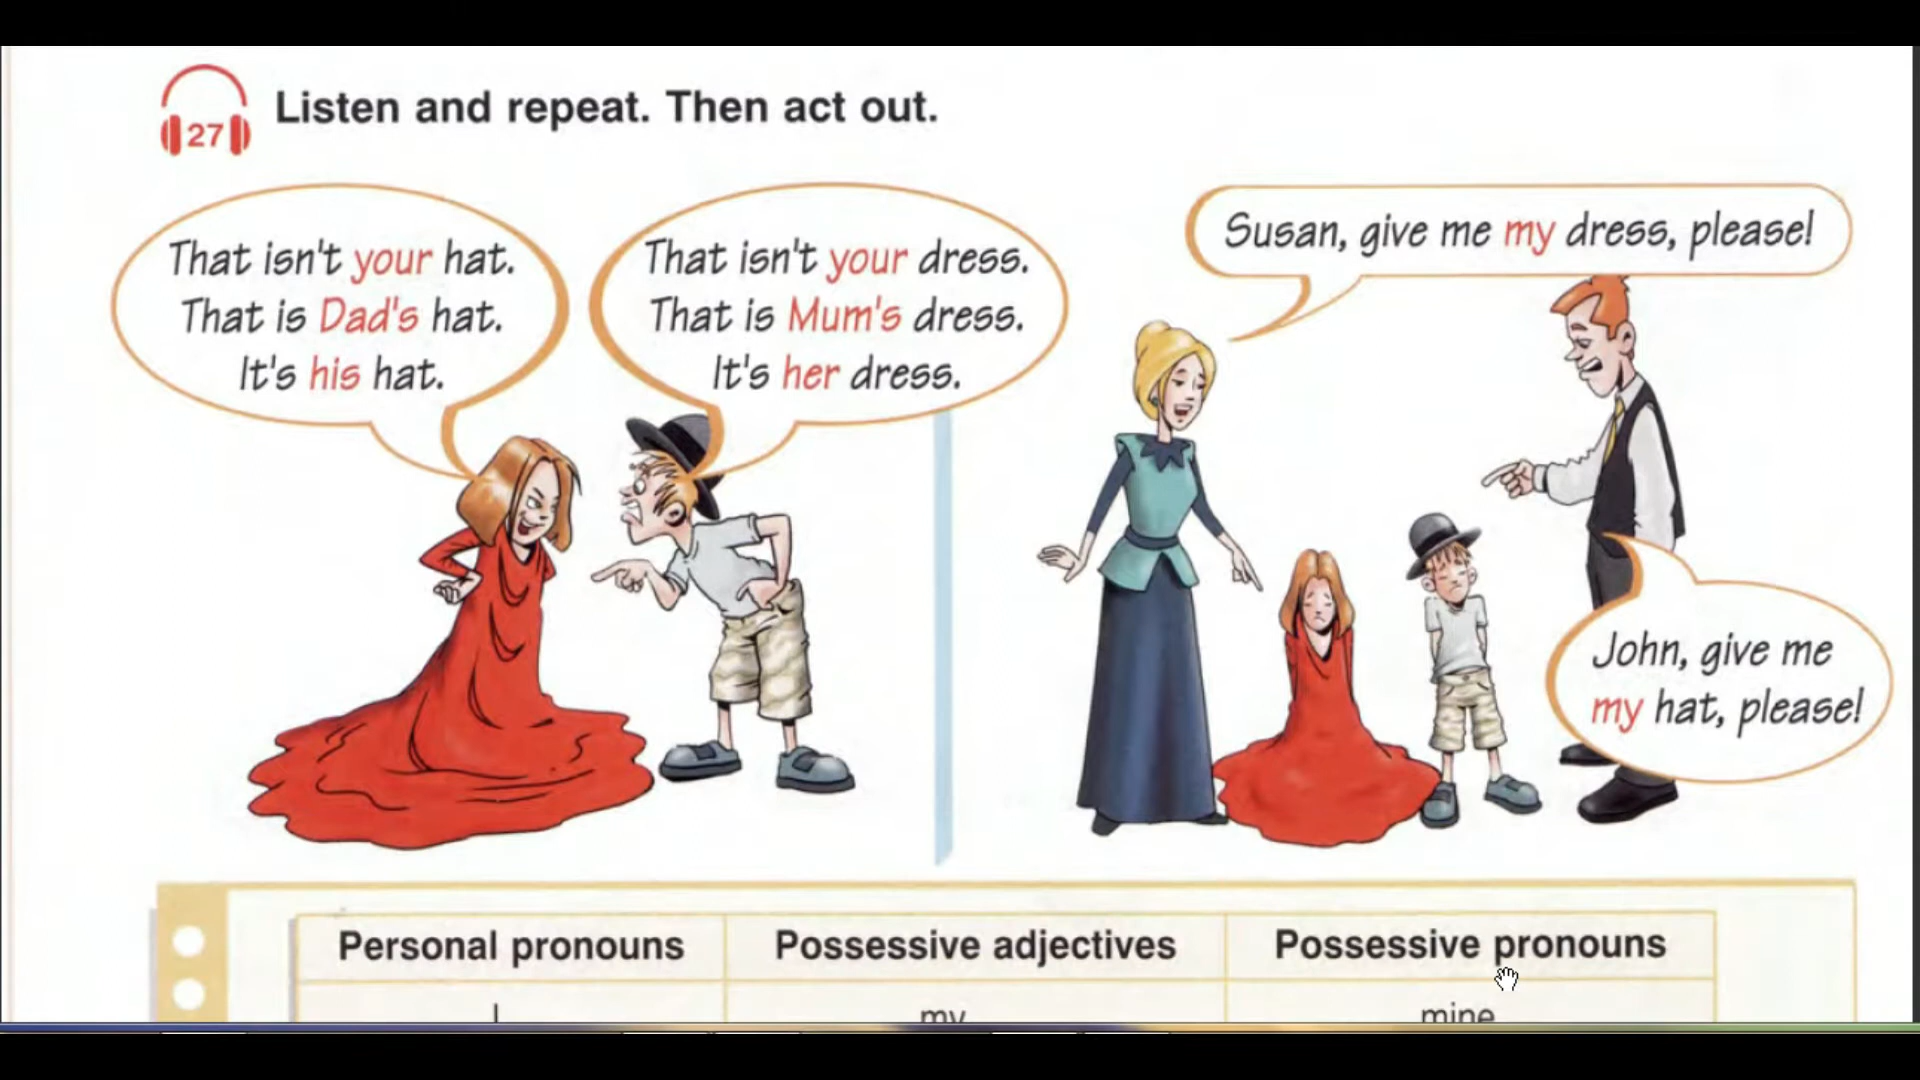 27
Listen and repeat. Then act out.
That isn't your hat.
That is Dad's hat.
It's his hat.
That isn't your dress.
That is Mum's dress.
It's her dress.
Susan, give me my dress, please!
John, give me
my hat, please!
Personal pronouns Possessive adjectives Possessive pronouns
I my mine